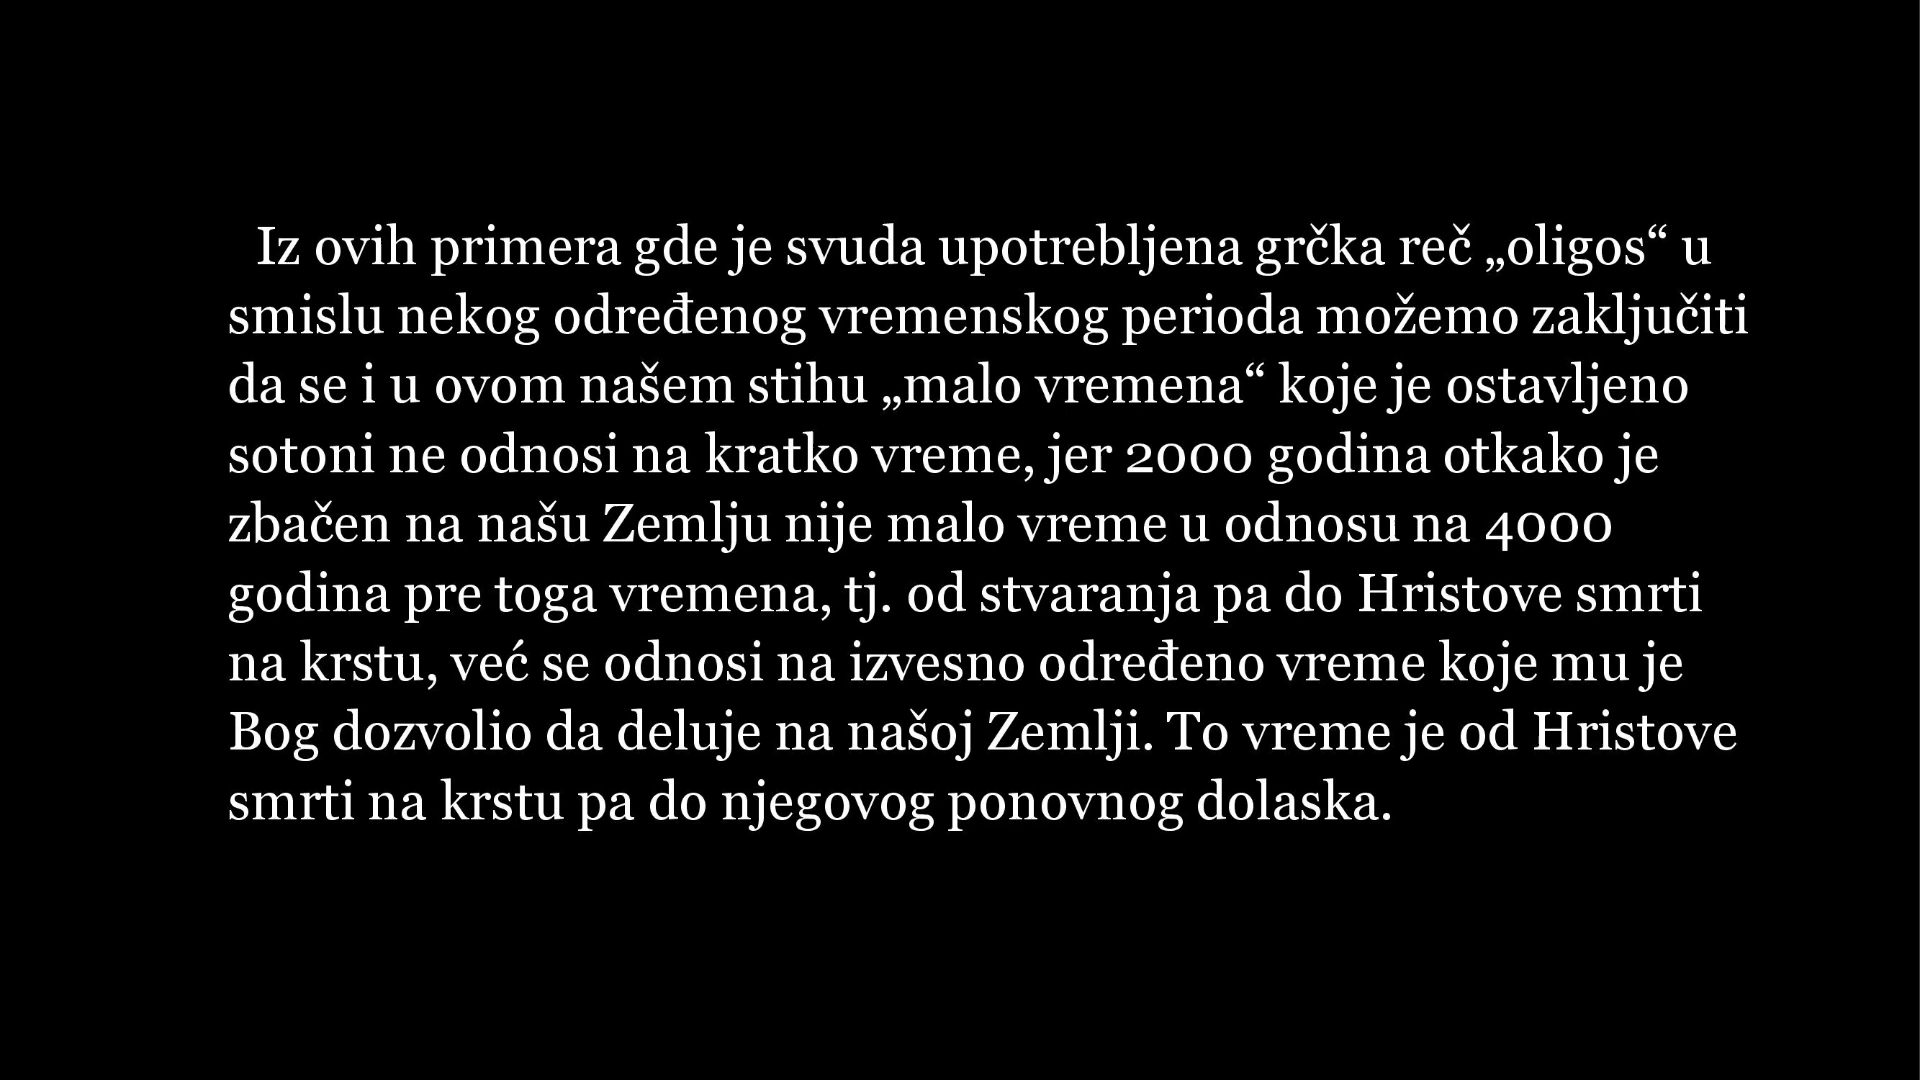 Iz ovih primera gde je svuda upotrebljena grčka reč „oligos“ u
smislu nekog određenog vremenskog perioda možemo zaključiti
da se i u ovom našem stihu „malo vremena“ koje je ostavljeno
sotoni ne odnosi na kratko vreme, jer 2000 godina otkako je
zbačen na našu Zemlju nije malo vreme u odnosu na 4000
godina pre toga vremena, tj. od stvaranja pa do Hristove smrti
na krstu, već se odnosi na izvesno određeno vreme koje mu je
Bog dozvolio da deluje na našoj Zemlji. To vreme je od Hristove
smrti na krstu pa do njegovog ponovnog dolaska.